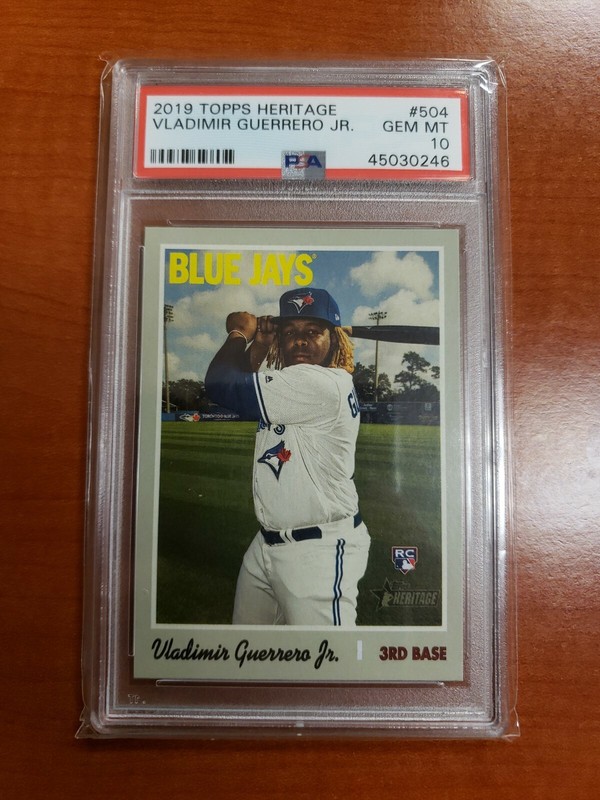 2019 TOPPS HERITAGE #504
VLADIMIR GUERRERO JR. GEM MT
10
PSA 45030246
BLUE JAYS
RC
HERITAGE
Vladimir Guerrero Jr. 3RD BASE